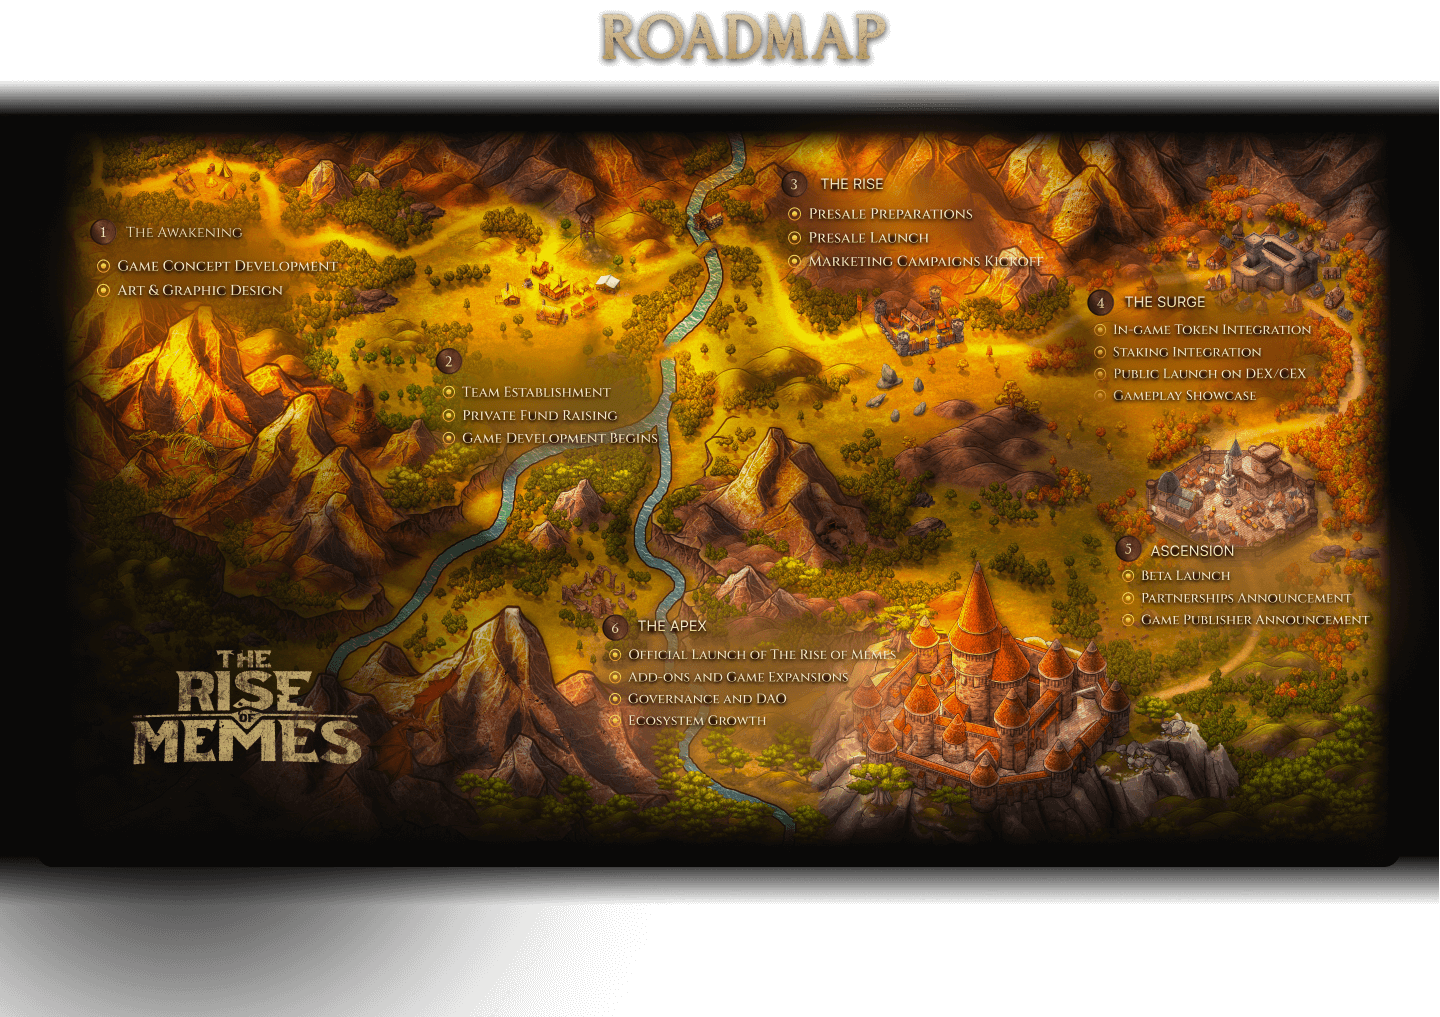 ROADMAP
1 The Awakening
Game Concept Development
Art & Graphic Design
2
Team Establishment
Private Fund Raising
Game Development Begins
3 THE RISE
Presale Preparations
Presale Launch
Marketing Campaigns Kickoff
4 THE SURGE
In-game Token Integration
Staking Integration
Public Launch on DEX/CEX
Gameplay Showcase
5 ASCENSION
Beta Launch
Partnerships Announcement
Game Publisher Announcement
6 THE APEX
Official Launch of The Rise of Memes
Add-ons and Game Expansions
Governance and DAO
Ecosystem Growth
THE
RISE
OF
MEMES